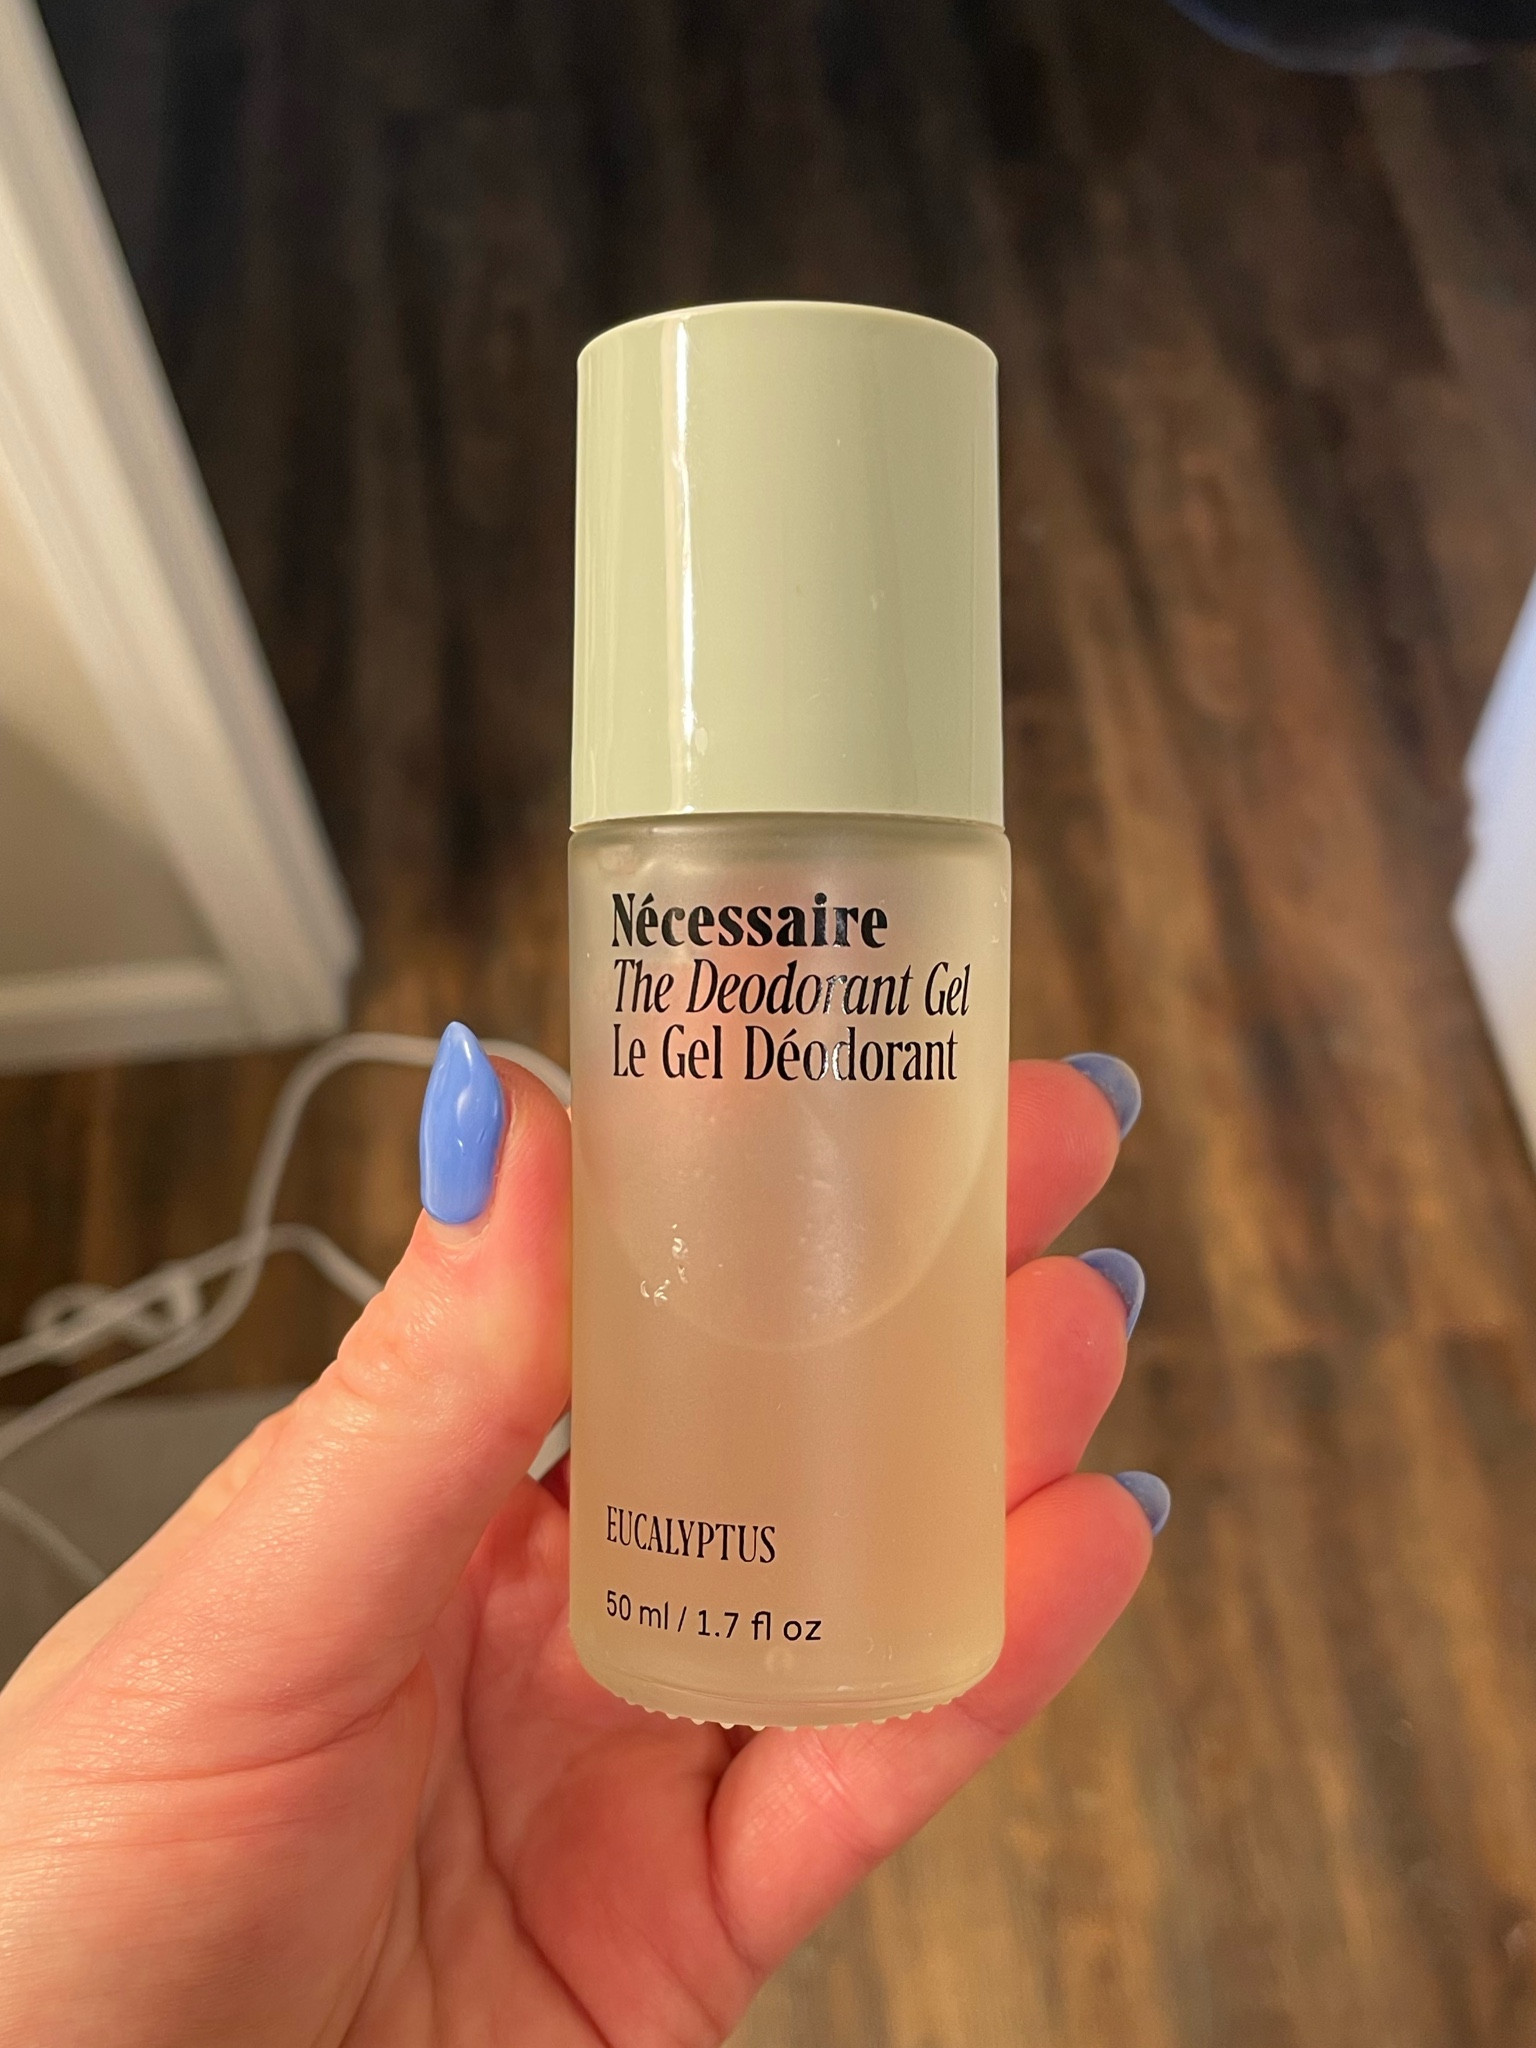 Nécessaire
The Deodorant Gel
Le Gel Déodorant
EUCALYPTUS
50 ml / 1.7 fl oz